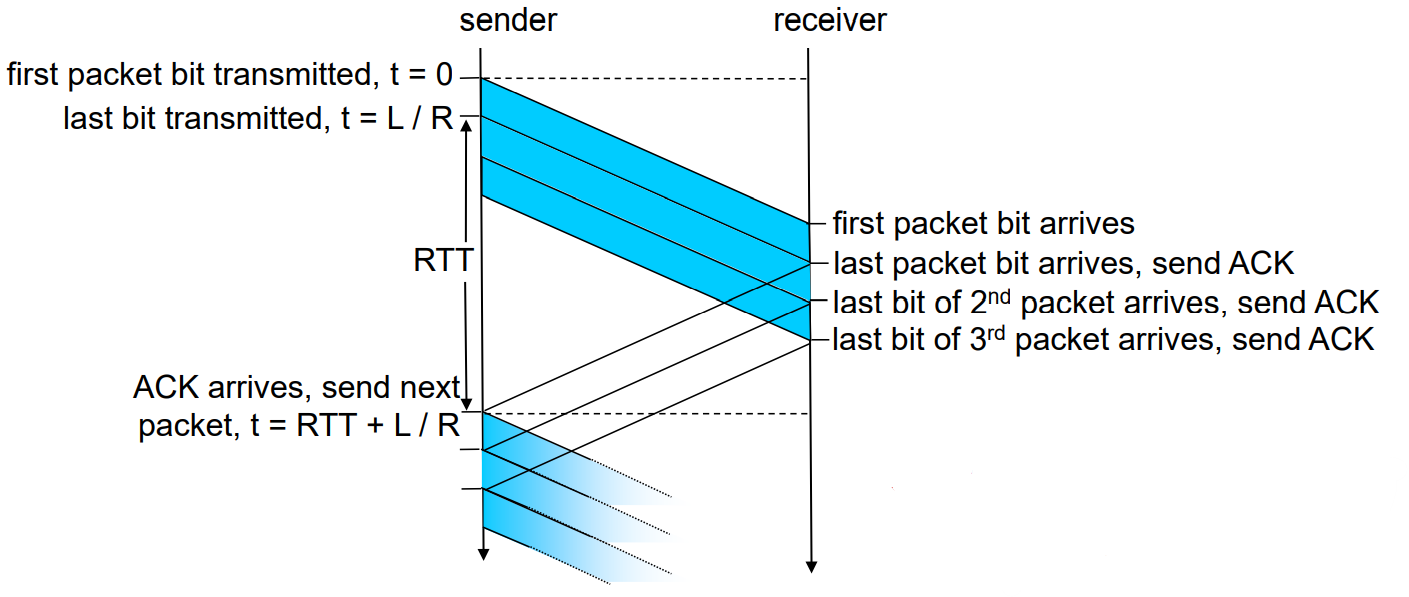 sender
receiver
first packet bit transmitted, t = 0
last bit transmitted, t = L / R
first packet bit arrives
RTT
last packet bit arrives, send ACK
last bit of 2nd packet arrives, send ACK
last bit of 3rd packet arrives, send ACK
ACK arrives, send next
packet, t = RTT + L / R